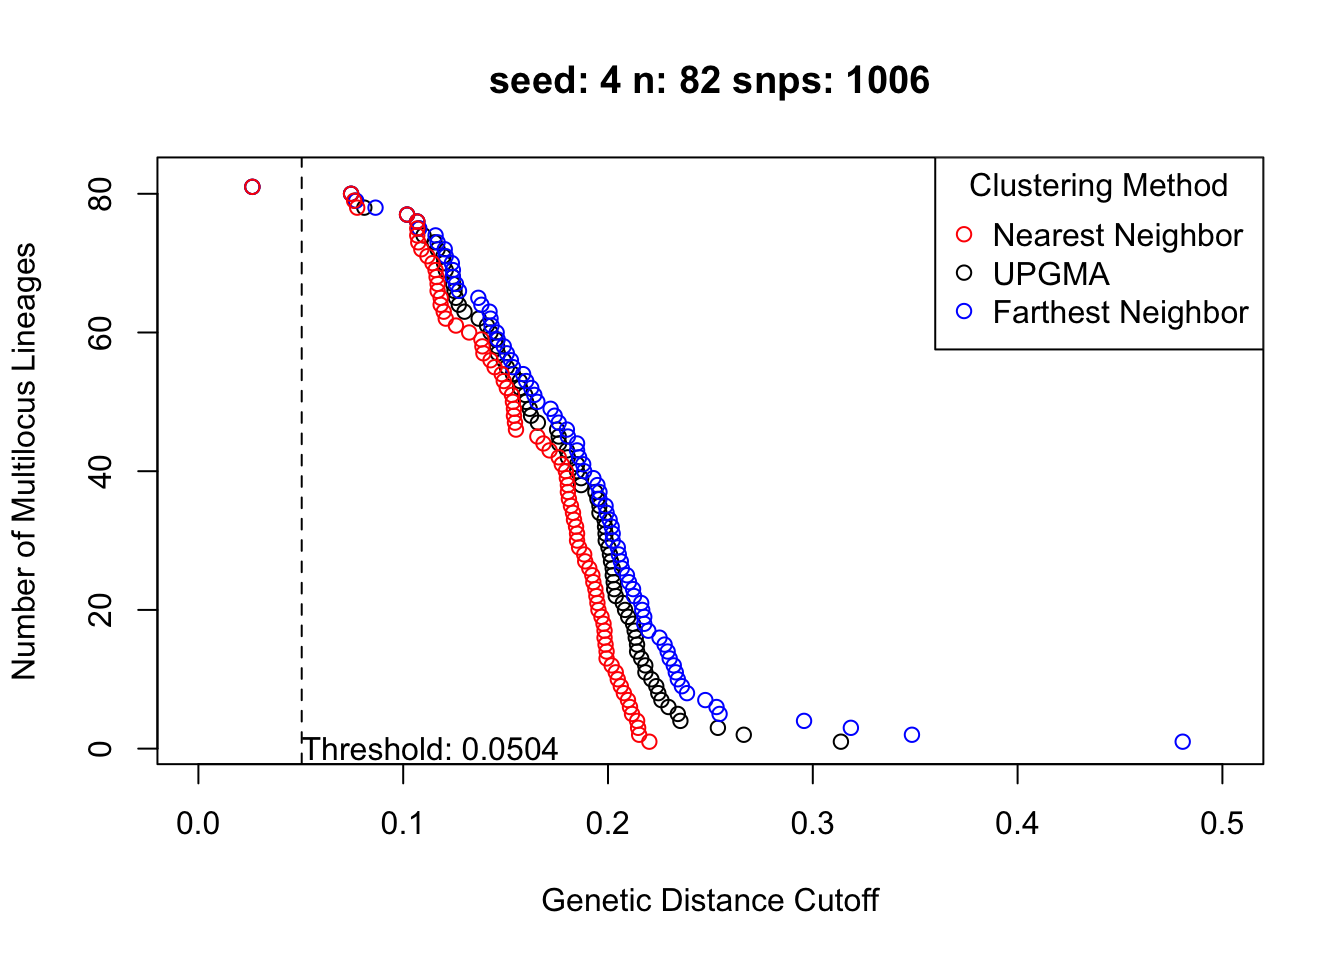 seed: 4 n: 82 snps: 1006
Number of Multilocus Lineages
80
60
40
20
0
Clustering Method
Nearest Neighbor
UPGMA
Farthest Neighbor
Threshold: 0.0504
0.0 0.1 0.2 0.3 0.4 0.5
Genetic Distance Cutoff